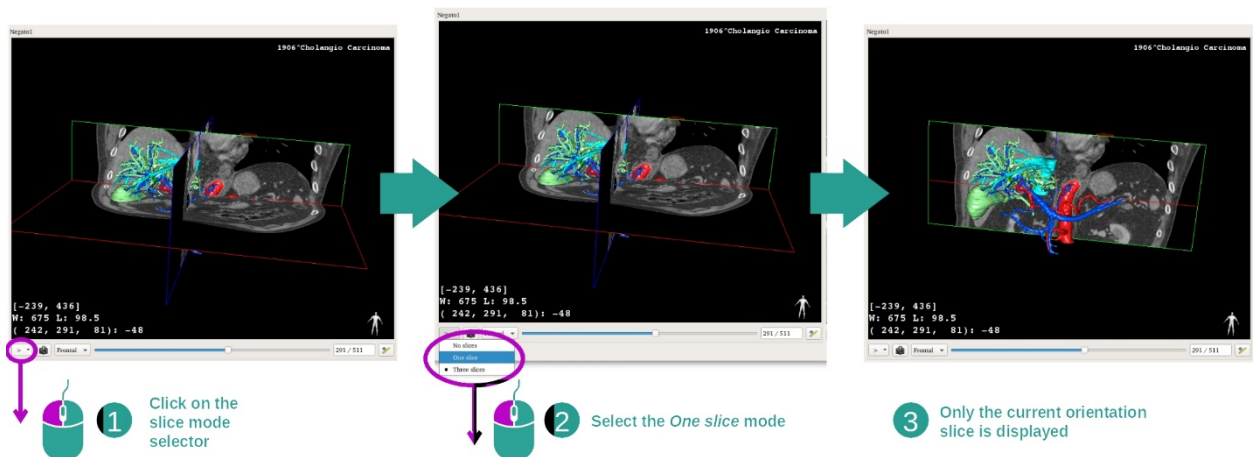 Negato1
1906^Cholangio Carcinoma
[-239, 436]
W: 675 L: 98.5
( 242, 291, 81): -48
Frontal
291 / 511
1
Click on the
slice mode
selector
Negato1
1906^Cholangio Carcinoma
[-239, 436]
W: 675 L: 98.5
( 242, 291, 81): -48
291 / 511
No slices
One slice
Three slices
2
Select the One slice mode
Negato1
1906^Cholangio Carcinoma
[-239, 436]
W: 675 L: 98.5
( 242, 291, 81): -48
Frontal
291 / 511
3
Only the current orientation
slice is displayed